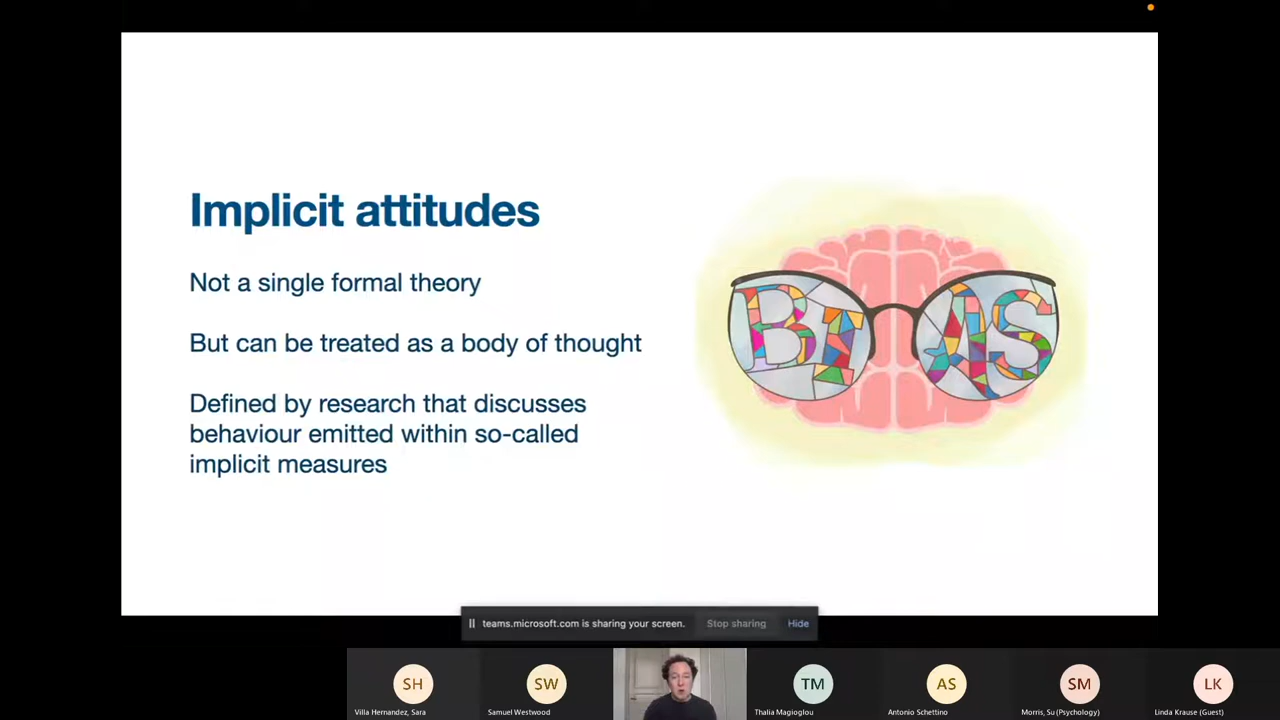 Implicit attitudes
Not a single formal theory
But can be treated as a body of thought
Defined by research that discusses
behaviour emitted within so-called
implicit measures
BIAS
teams.microsoft.com is sharing your screen. Stop sharing Hide
SH SW TM AS SM LK
Villa Hernandez, Sara Samuel Westwood Thalia Magioglou Antonio Schettino Morris, Su (Psychology) Linda Krause (Guest)